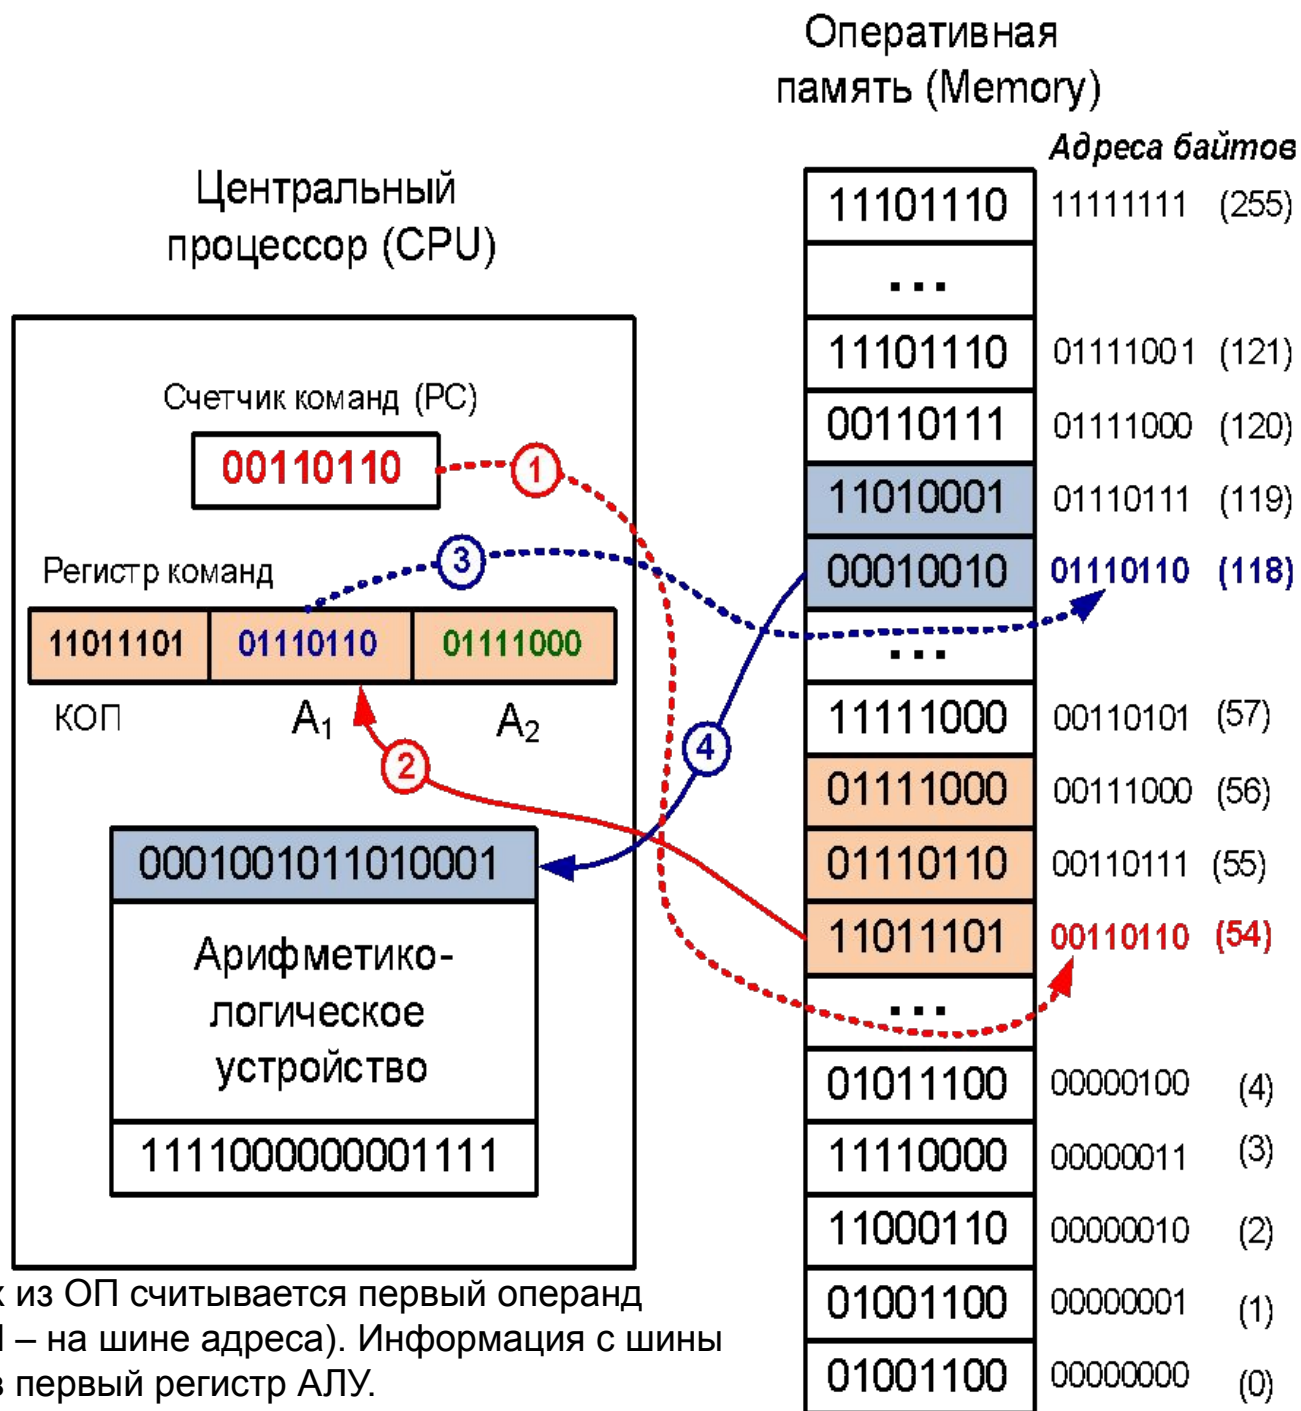 Оперативная
память (Memory)
Адреса байтов
Центральный
процессор (CPU)
Счетчик команд (PC)
00110110
1
Регистр команд
3
11011101 01110110 01111000
КОП A1 A2
2
4
0001001011010001
Арифметико-
логическое
устройство
1111000000001111
11101110 11111111 (255)
...
11101110 01111001 (121)
00110111 01111000 (120)
11010001 01110111 (119)
00010010 01110110 (118)
...
11111000 00110101 (57)
01111000 00111000 (56)
01110110 00110111 (55)
11011101 00110110 (54)
...
01011100 00000100 (4)
11110000 00000011 (3)
11000110 00000010 (2)
01001100 00000001 (1)
01001100 00000000 (0)
из ОП считывается первый операнд
– на шине адреса). Информация с шины
в первый регистр АЛУ.